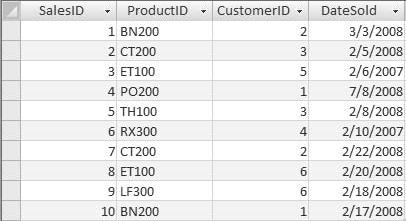 SalesID ProductID CustomerID DateSold
1 BN200 2 3/3/2008
2 CT200 3 2/5/2008
3 ET100 5 2/6/2007
4 PO200 1 7/8/2008
5 TH100 3 2/8/2008
6 RX300 4 2/10/2007
7 CT200 2 2/22/2008
8 ET100 6 2/20/2008
9 LF300 6 2/18/2008
10 BN200 1 2/17/2008